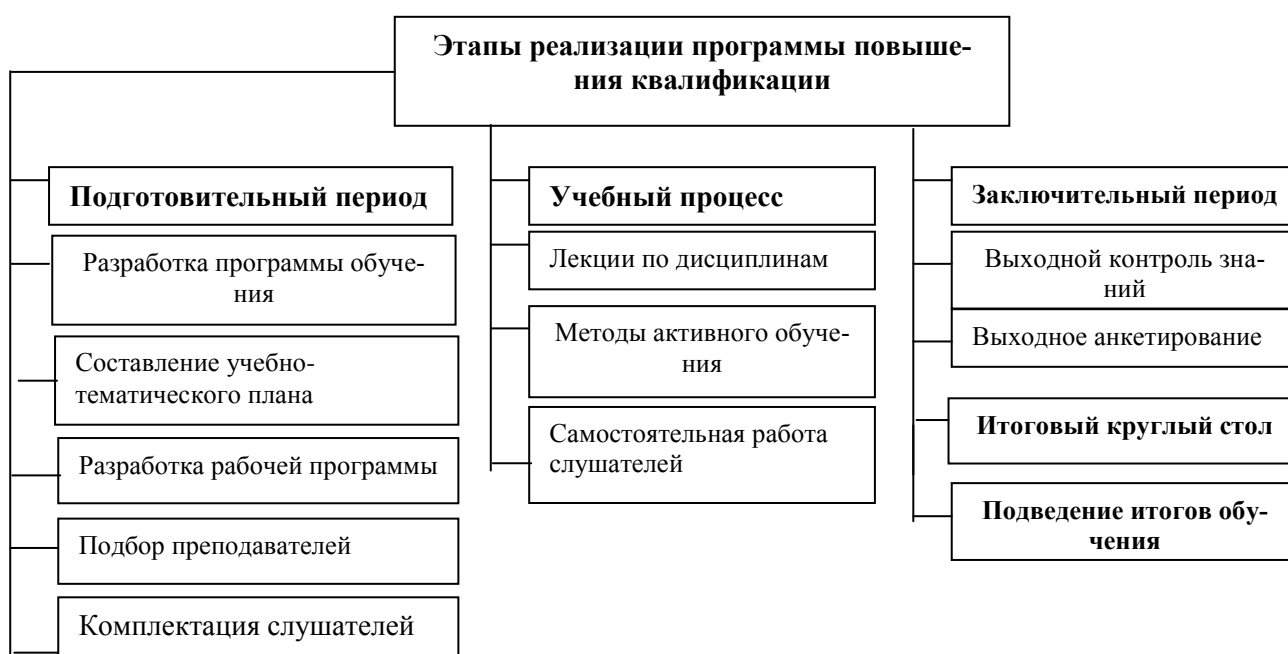 Этапы реализации программы повыше-
ния квалификации
Подготовительный период
Разработка программы обуче-
ния
Составление учебно-
тематического плана
Разработка рабочей программы
Подбор преподавателей
Комплектация слушателей
Учебный процесс
Лекции по дисциплинам
Методы активного обуче-
ния
Самостоятельная работа
слушателей
Заключительный период
Выходной контроль зна-
ний
Выходное анкетирование
Итоговый круглый стол
Подведение итогов обу-
чения